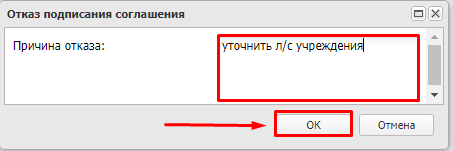 Отказ подписания соглашения
Причина отказа: уточнить л/с учреждения
ОК Отмена